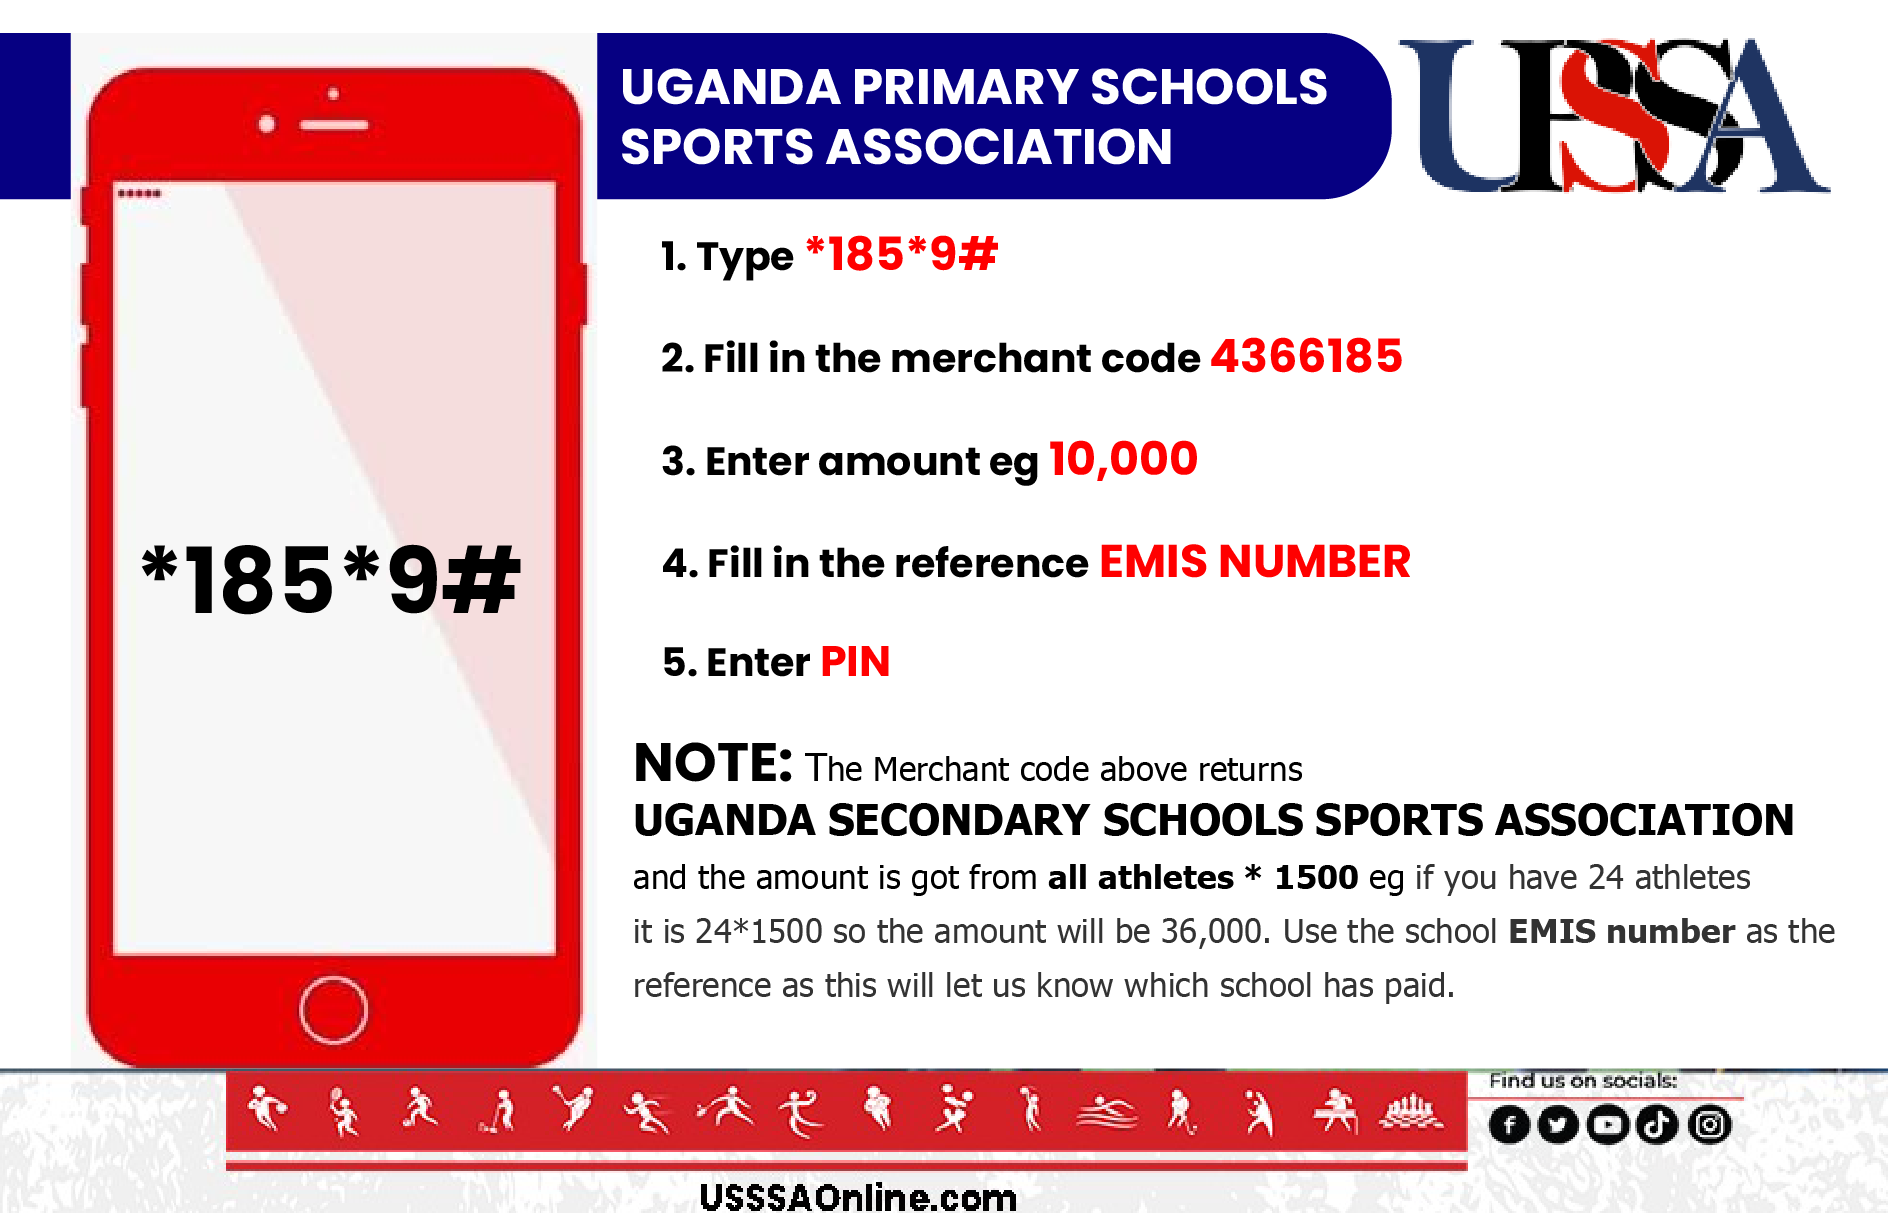 UGANDA PRIMARY SCHOOLS
SPORTS ASSOCIATION
UPSSA
1. Type *185*9#
2. Fill in the merchant code 4366185
3. Enter amount eg 10,000
4. Fill in the reference EMIS NUMBER
5. Enter PIN
*185*9#
NOTE: The Merchant code above returns
UGANDA SECONDARY SCHOOLS SPORTS ASSOCIATION
and the amount is got from all athletes * 1500 eg if you have 24 athletes
it is 24*1500 so the amount will be 36,000. Use the school EMIS number as the
reference as this will let us know which school has paid.
Find us on socials:
USSSAOnline.com